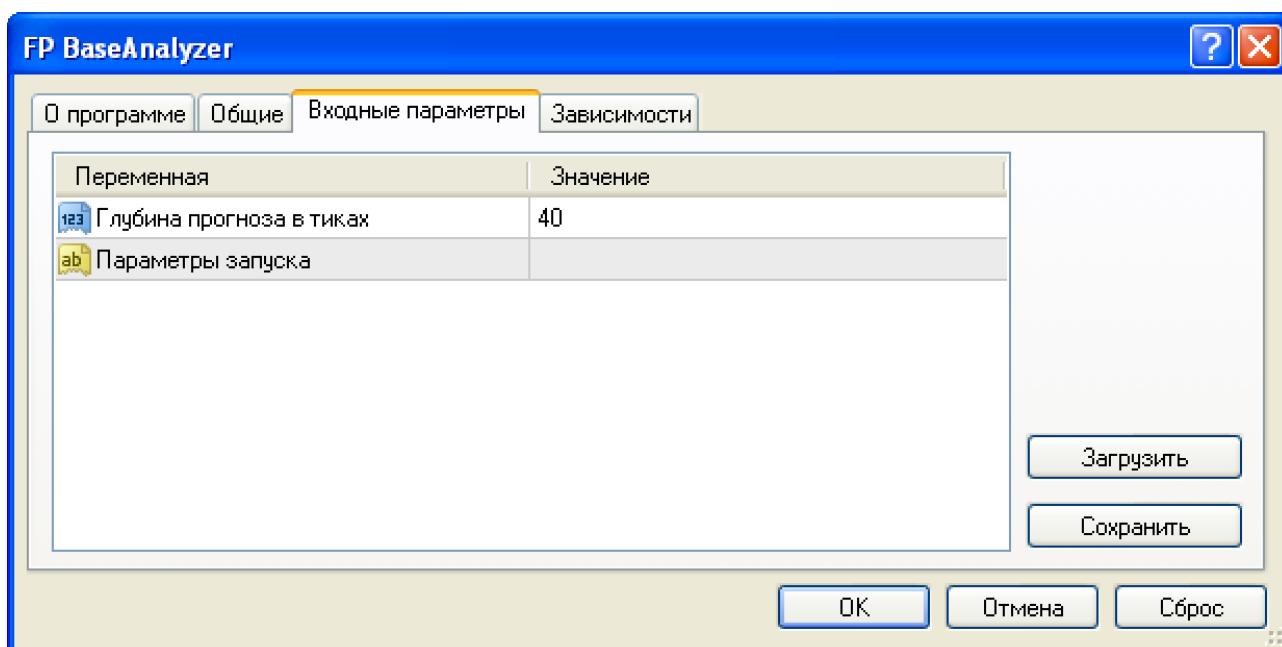 FP BaseAnalyzer
О программе Общие Входные параметры Зависимости
Переменная Значение
123 Глубина прогноза в тиках 40
ab Параметры запуска
Загрузить
Сохранить
OK Отмена Сброс